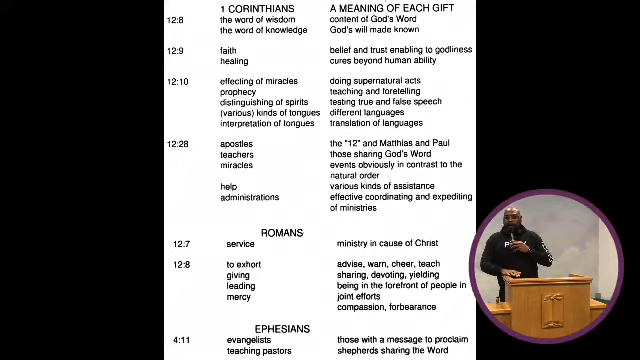 1 CORINTHIANS A MEANING OF EACH GIFT
12:8 the word of wisdom content of God's Word
the word of knowledge God's will made known
12:9 faith belief and trust enabling to godliness
healing cures beyond human ability
12:10 effecting of miracles doing supernatural acts
prophecy teaching and foretelling
distinguishing of spirits testing true and false speech
(various) kinds of tongues different languages
interpretation of tongues translation of languages
12:28 apostles the "12" and Matthias and Paul
teachers those sharing God's Word
miracles events obviously in contrast to the
natural order
help various kinds of assistance
administrations effective coordinating and expediting
of ministries
ROMANS
12:7 service ministry in cause of Christ
12:8 to exhort advise, warn, cheer, teach
giving sharing, devoting, yielding
leading being in the forefront of people in
mercy joint efforts
compassion, forbearance
EPHESIANS
4:11 evangelists those with a message to proclaim
teaching pastors shepherds sharing the Word